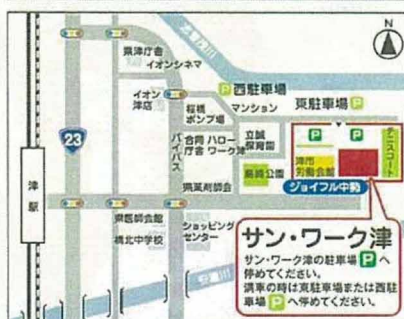 N
県津庁舎
イオンシネマ
イオン
津店
西駐車場
桜橋
ポンプ場
マンション
東駐車場
23
バイパス
合同
庁舎
ハロー
ワーク津
立誠
保育園
島崎公園
津市
労働会館
テニスコート
津駅
県薬剤師会
ジョイフル中勢
県医師会館
橋北中学校
ショッピング
センター
安濃川
サン・ワーク津
サン・ワーク津の駐車場 P へ
停めてください。
満車の時は東駐車場または西駐
車場 P へ停めてください。